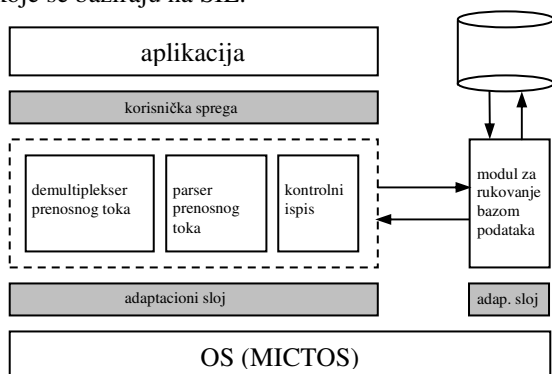 koje se baziraju na SIL.
aplikacija
korisnička sprega
demultiplekser
prenosnog toka
parser
prenosnog
toka
kontrolni
ispis
modul za
rukovanje
bazom
podataka
adaptacioni sloj
adap. sloj
OS (MICTOS)